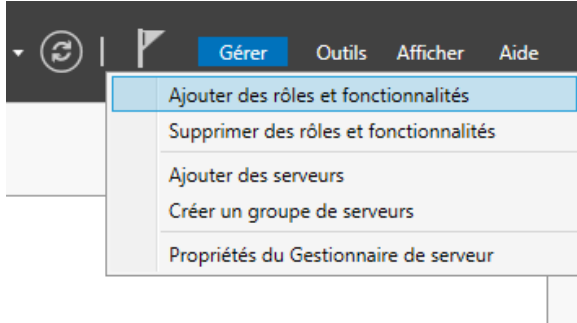 Gérer Outils Afficher Aide
Ajouter des rôles et fonctionnalités
Supprimer des rôles et fonctionnalités
Ajouter des serveurs
Créer un groupe de serveurs
Propriétés du Gestionnaire de serveur